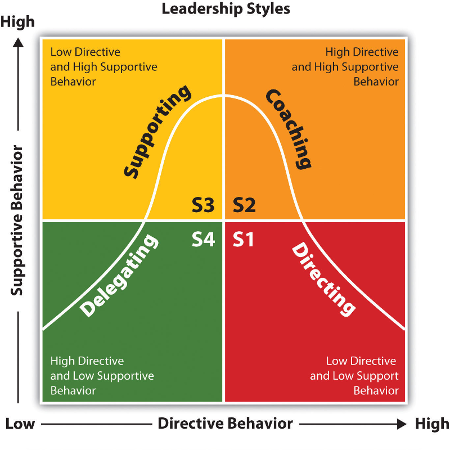 Leadership Styles
High
Low Directive
and High Supportive
Behavior
High Directive
and High Supportive
Behavior
Supporting
Coaching
S3
S2
Supportive Behavior
S4
S1
Delegating
Directing
High Directive
and Low Supportive
Behavior
Low Directive
and Low Support
Behavior
Low
Directive Behavior
High